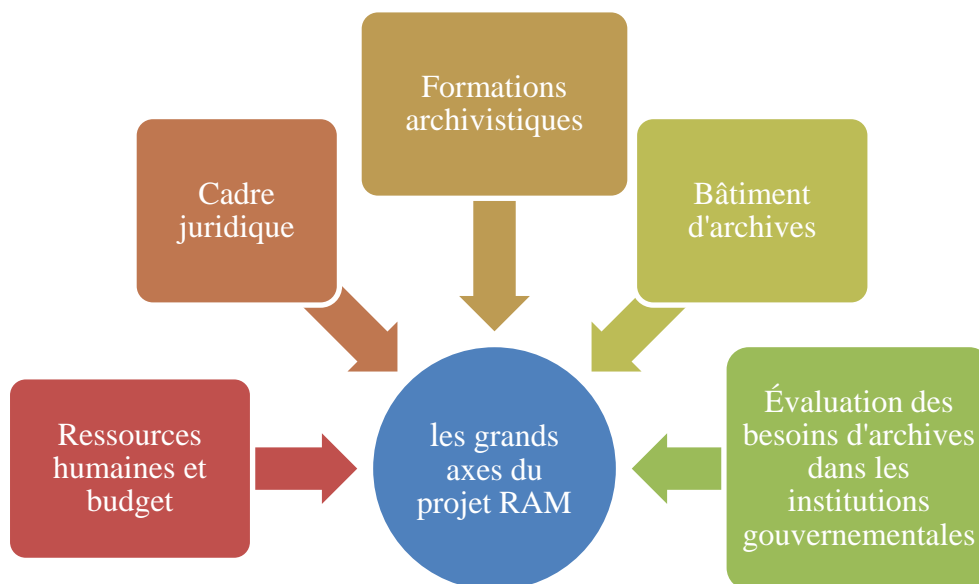 Formations
archivistiques
Cadre
juridique
Bâtiment
d'archives
Ressources
humaines et
budget
les grands
axes du
projet RAM
Évaluation des
besoins d'archives
dans les
institutions
gouvernementales